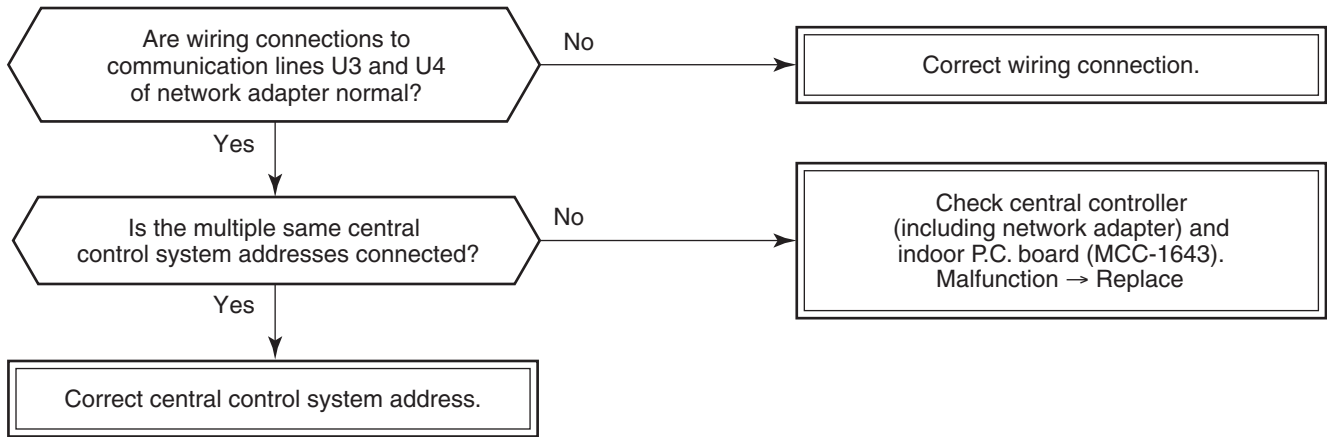 Are wiring connections to
communication lines U3 and U4
of network adapter normal?
No
Correct wiring connection.
Yes
Is the multiple same central
control system addresses connected?
No
Check central controller
(including network adapter) and
indoor P.C. board (MCC-1643).
Malfunction → Replace
Yes
Correct central control system address.